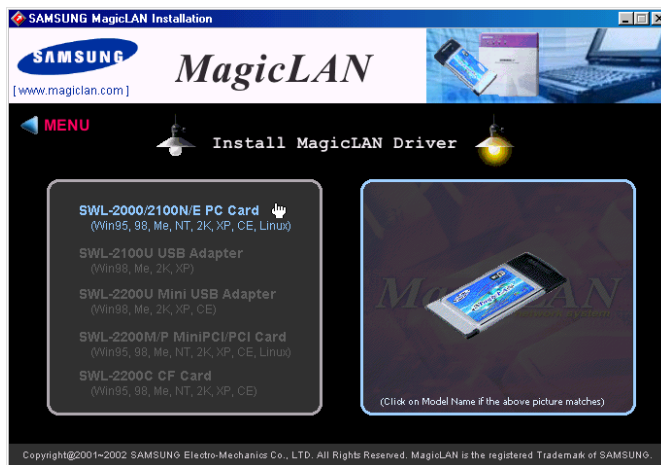 SAMSUNG MagicLAN Installation
SAMSUNG
MagicLAN
[www.magiclan.com]
MENU
Install MagicLAN Driver
SWL-2000/2100N/E PC Card
(Win95, 98, Me, NT, 2K, XP, CE, Linux)
SWL-2100U USB Adapter
(Win98, Me, 2K, XP)
SWL-2200U Mini USB Adapter
(Win98, Me, 2K, XP, CE)
SWL-2200M/P MiniPCI/PCI Card
(Win95, 98, Me, NT, 2K, XP, CE, Linux)
SWL-2200C CF Card
(Win95, 98, Me, NT, 2K, XP, CE)
MagicLAN
(Click on Model Name if the above picture matches)
Copyright@2001~2002 SAMSUNG Electro-Mechanics Co., LTD. All Rights Reserved. MagicLAN is the registered Trademark of SAMSUNG.